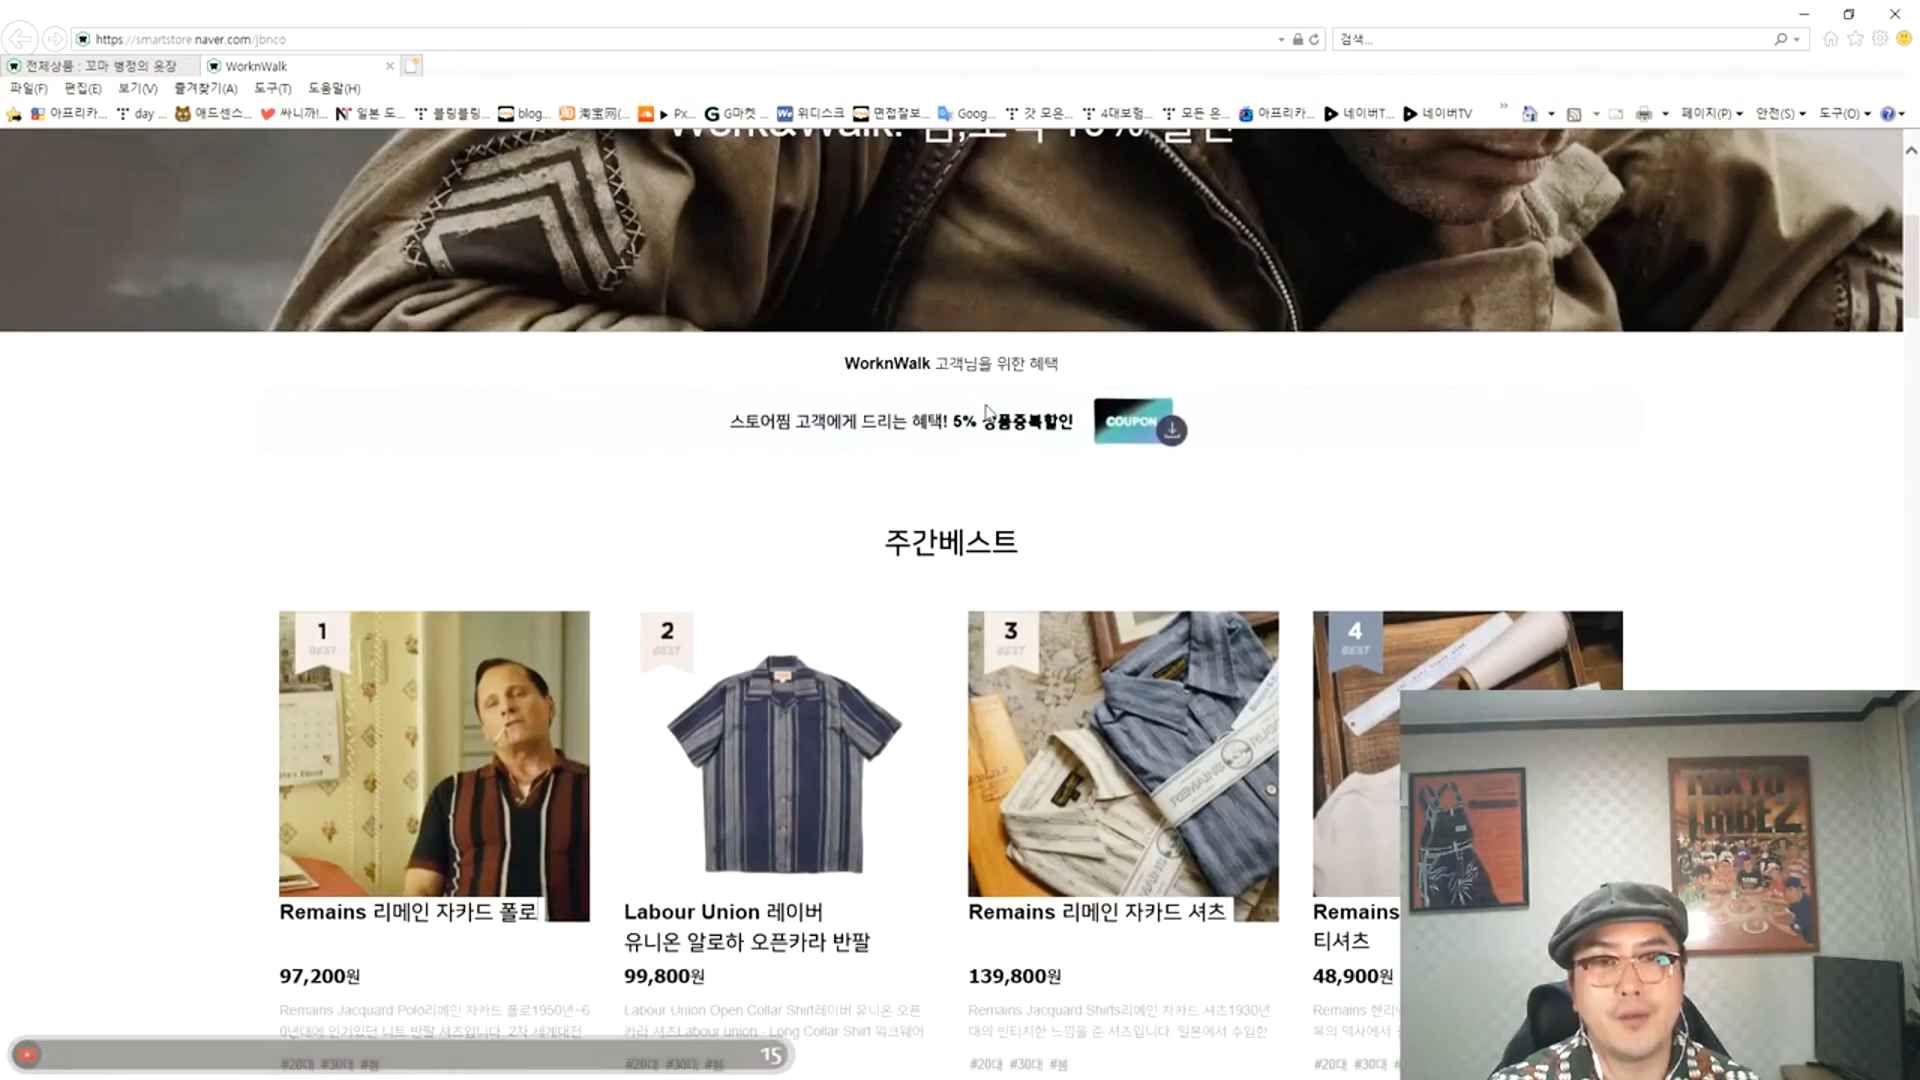 https://smartstore.naver.com/jbnco
검색...
전체상품 : 꼬마 병정의 옷장
WorknWalk
파일(F) 편집(E) 보기(V) 즐겨찾기(A) 도구(T) 도움말(H)
아프리카... day ... 애드센스... 싸니까!... 일본 도... 블링블링... blog... 淘宝网(... Px... G마켓 ... 위디스크 면접잘보... Goog... 갓 모은... 4대보험... 모든 은... 아프리카... 네이버T... 네이버TV 페이지(P) 안전(S) 도구(O)
WorknWalk 고객님을 위한 혜택
스토어찜 고객에게 드리는 혜택! 5% 상품중복할인
COUPON
주간베스트
1
BEST
2
BEST
3
BEST
4
BEST
Remains 리메인 자카드 폴로
97,200원
Remains Jacquard Polo리메인 자카드 폴로1950년~6
0년대에 인기있던 니트 반팔 셔츠입니다. 2차 세계대전
#20대 #30대 #봄
Labour Union 레이버
유니온 알로하 오픈카라 반팔
99,800원
Labour Union Open Collar Shirt레이버 유니온 오픈
카라 셔츠Labour union - Long Collar Shirt 워크웨어
#20대 #30대 #봄
Remains 리메인 자카드 셔츠
139,800원
Remains Jacquard Shirts리메인 자카드 셔츠1930년
대의 빈티지한 느낌을 준 셔츠입니다. 일본에서 수입한
#20대 #30대 #봄
Remains
티셔츠
48,900원
Remains 헨리
복의 역사에서
#20대 #30대
TOKYO
TRIBE2
15